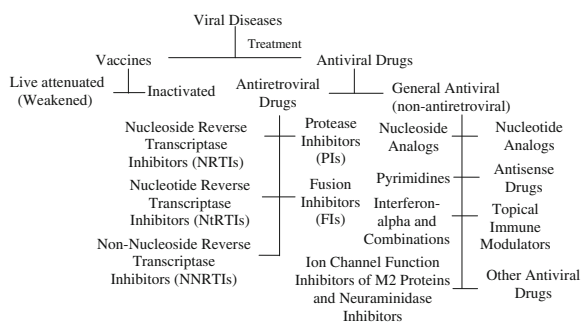 Viral Diseases
Treatment
Vaccines
Antiviral Drugs
Live attenuated
(Weakened)
Inactivated
Antiretroviral
Drugs
General Antiviral
(non-antiretroviral)
Nucleoside Reverse
Transcriptase
Inhibitors (NRTIs)
Protease
Inhibitors
(PIs)
Nucleotide Reverse
Transcriptase
Inhibitors (NtRTIs)
Fusion
Inhibitors
(FIs)
Non-Nucleoside Reverse
Transcriptase
Inhibitors (NNRTIs)
Nucleoside
Analogs
Nucleotide
Analogs
Pyrimidines
Antisense
Drugs
Interferon-
alpha and
Combinations
Topical
Immune
Modulators
Ion Channel Function
Inhibitors of M2 Proteins
and Neuraminidase
Inhibitors
Other Antiviral
Drugs